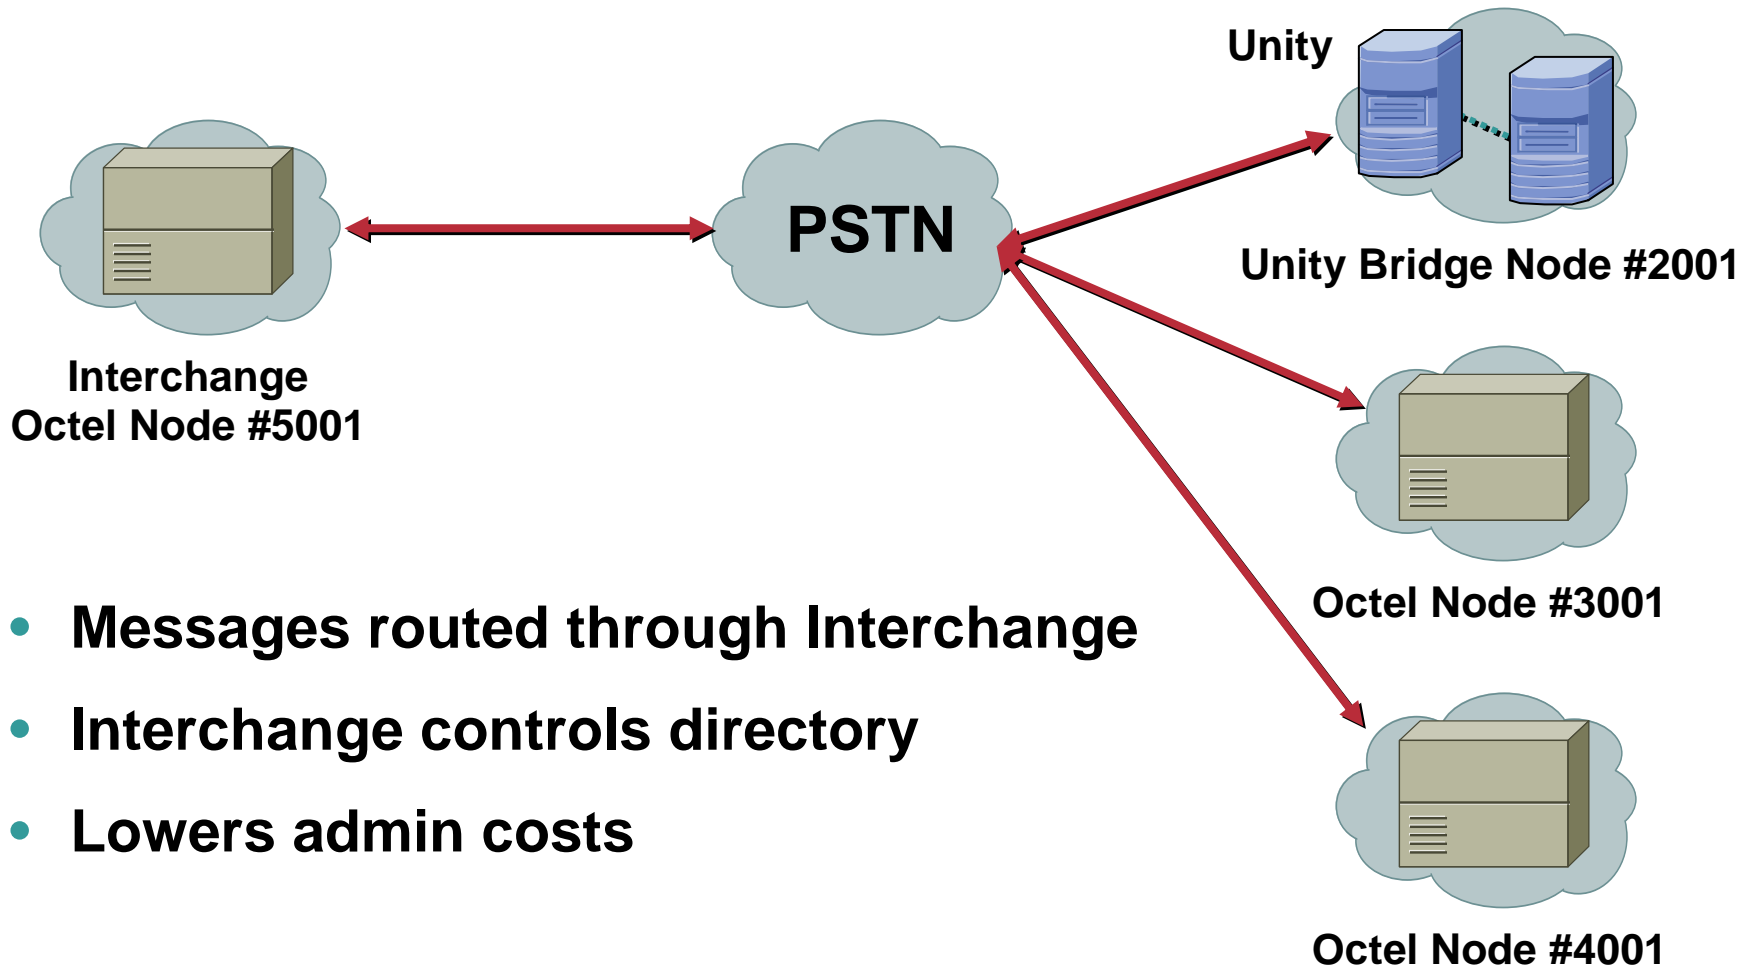 Unity
PSTN
Unity Bridge Node #2001
Interchange
Octel Node #5001
Octel Node #3001
• Messages routed through Interchange
• Interchange controls directory
• Lowers admin costs
Octel Node #4001